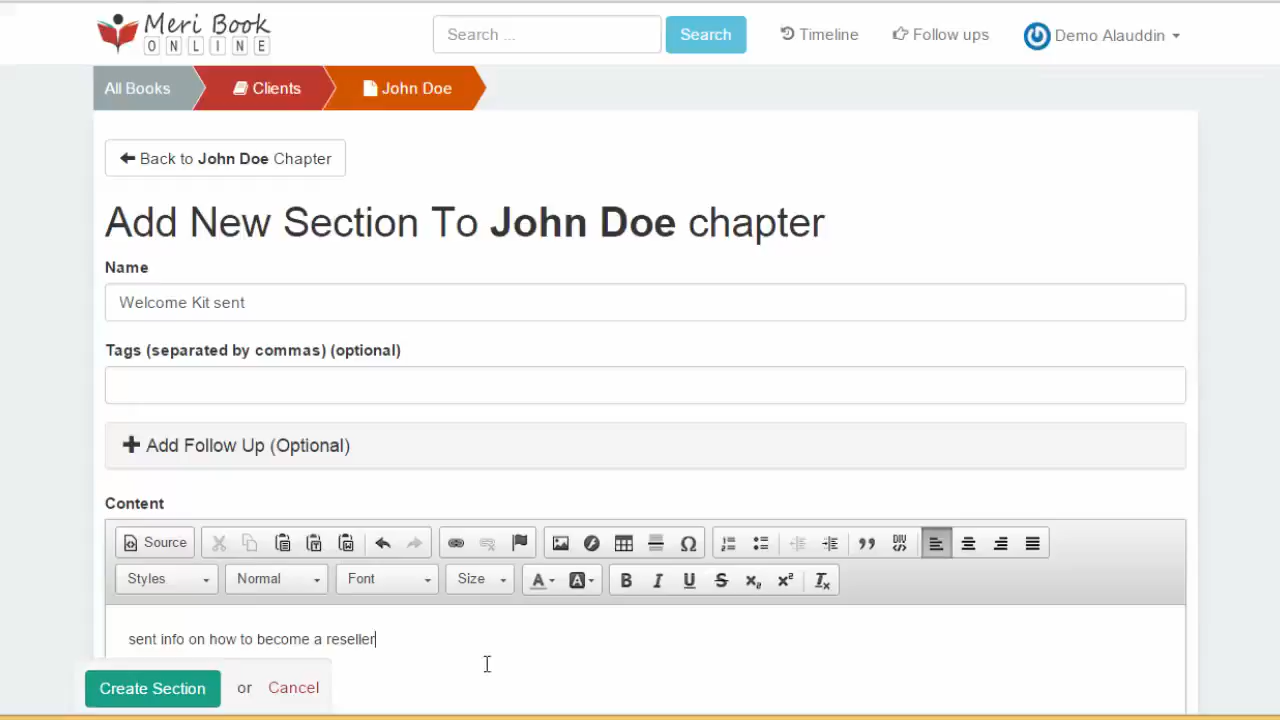 Meri Book
ONLINE
Search ...
Search
Timeline
Follow ups
Demo Alauddin
All Books
Clients
John Doe
Back to John Doe Chapter
Add New Section To John Doe chapter
Name
Welcome Kit sent
Tags (separated by commas) (optional)
Add Follow Up (Optional)
Content
Source
Styles
Normal
Font
Size
sent info on how to become a reseller
Create Section or Cancel